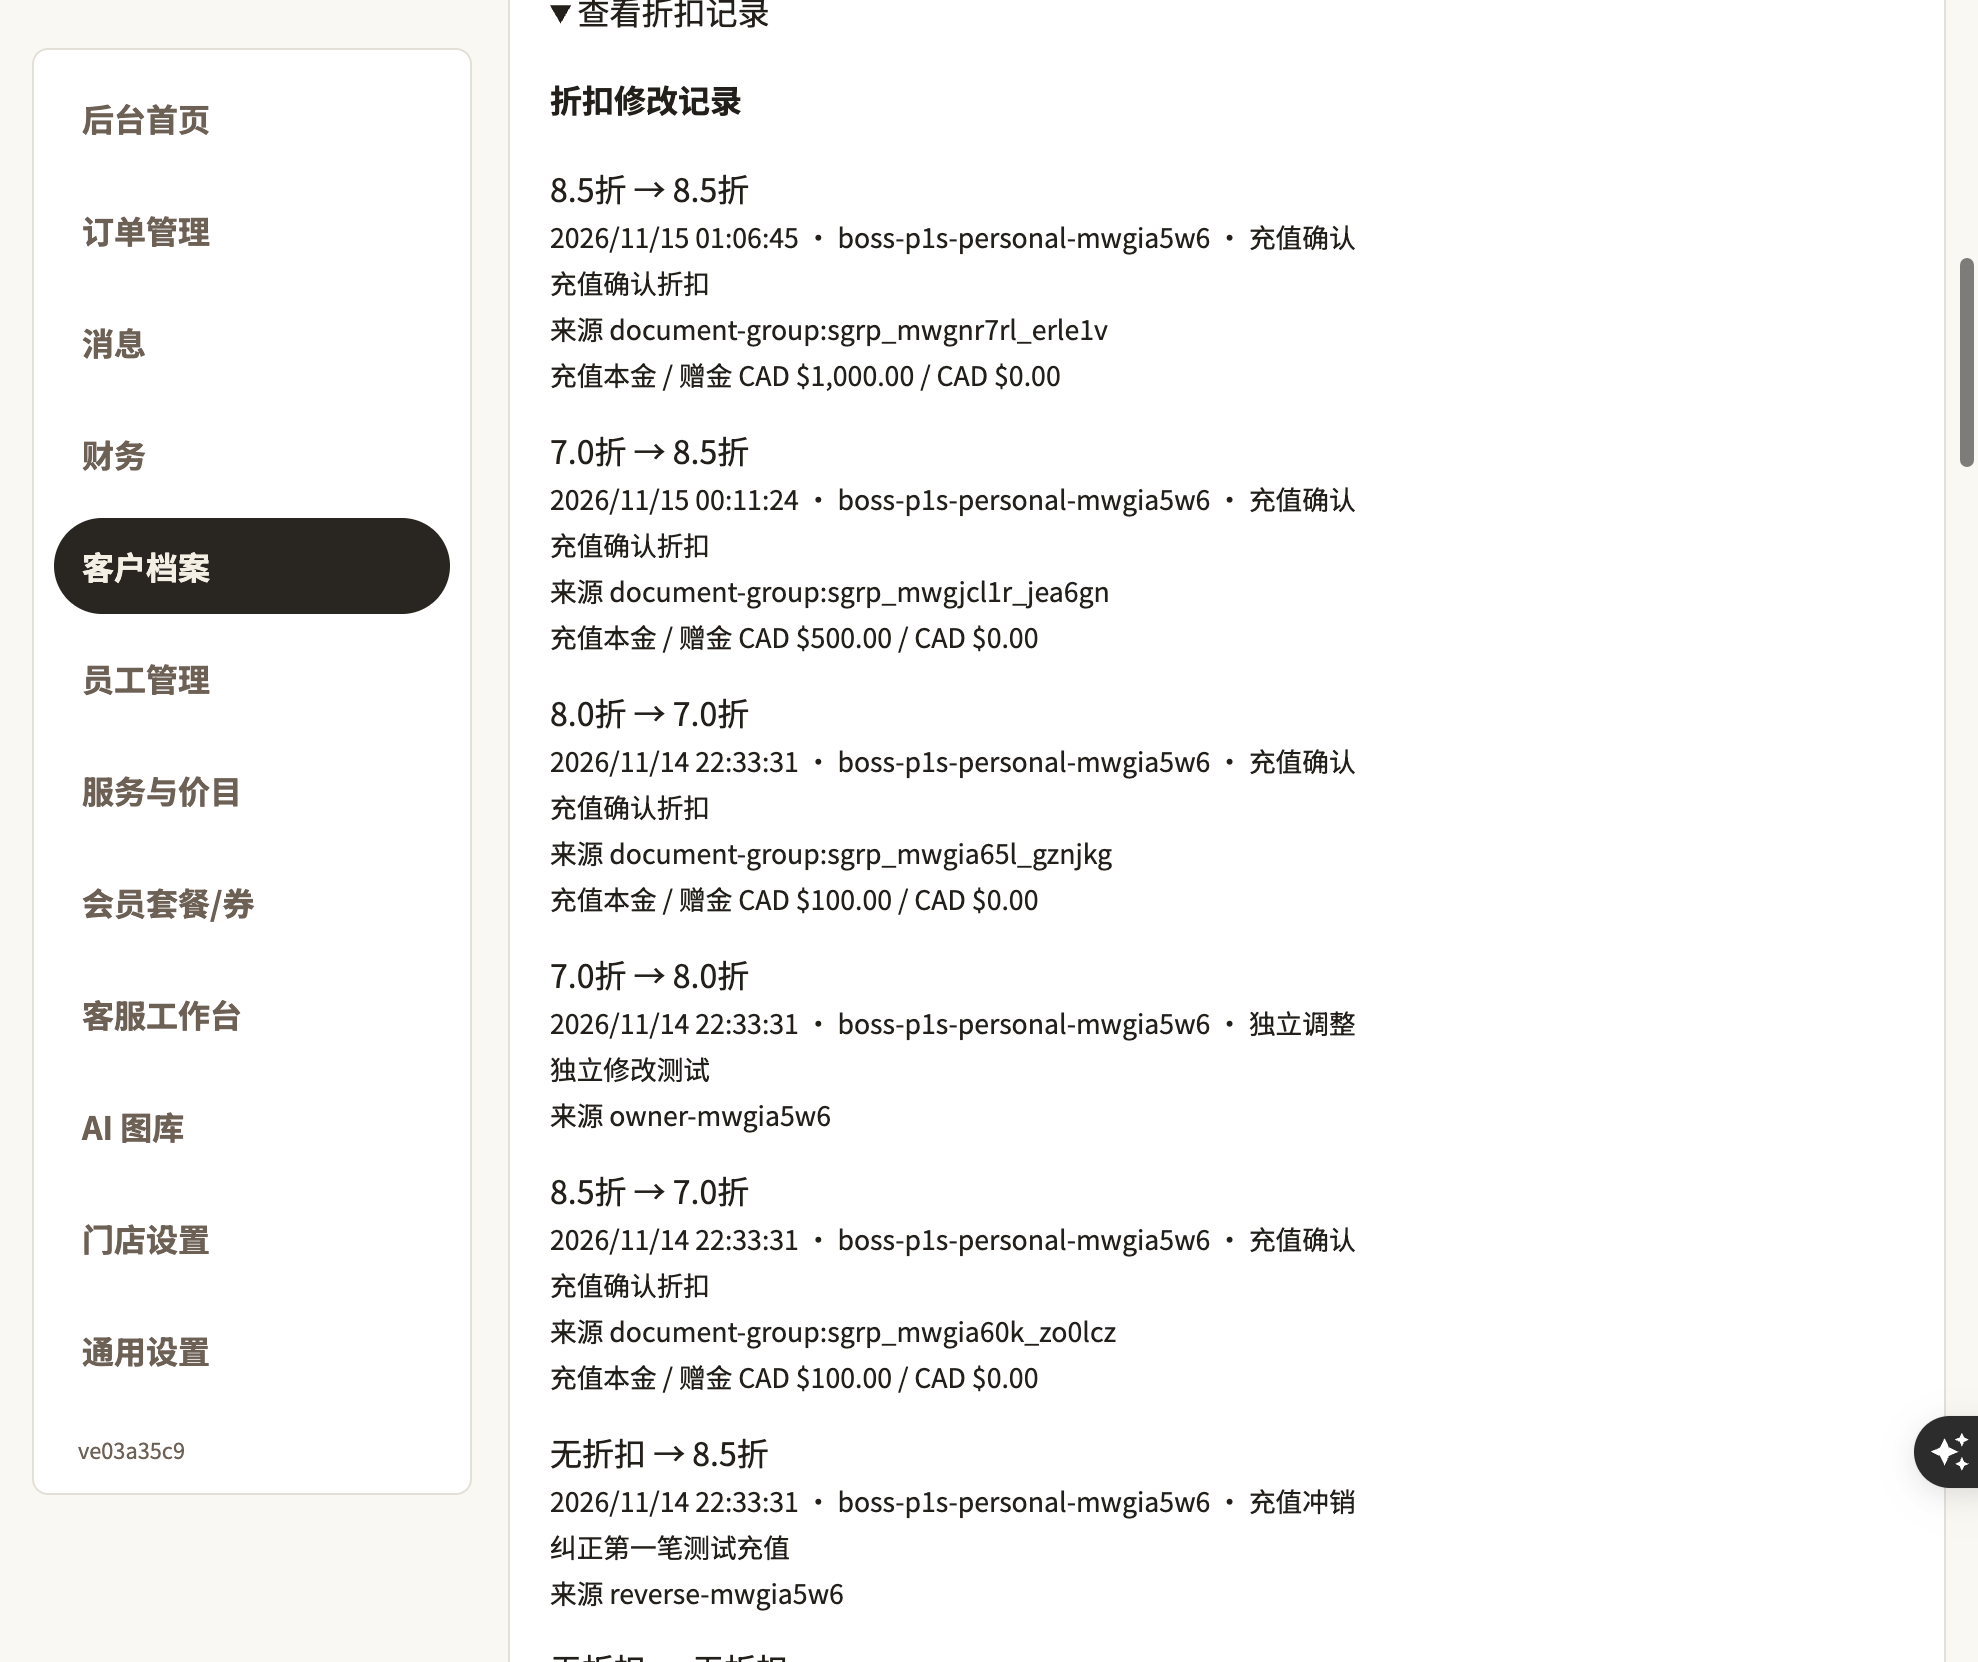 后台首页
订单管理
消息
财务
客户档案
员工管理
服务与价目
会员套餐/券
客服工作台
AI 图库
门店设置
通用设置
ve03a35c9
▼查看折扣记录
折扣修改记录
8.5折 → 8.5折
2026/11/15 01:06:45 · boss-p1s-personal-mwgia5w6 · 充值确认
充值确认折扣
来源 document-group:sgrp_mwgnr7rl_erle1v
充值本金 / 赠金 CAD $1,000.00 / CAD $0.00
7.0折 → 8.5折
2026/11/15 00:11:24 · boss-p1s-personal-mwgia5w6 · 充值确认
充值确认折扣
来源 document-group:sgrp_mwgjcl1r_jea6gn
充值本金 / 赠金 CAD $500.00 / CAD $0.00
8.0折 → 7.0折
2026/11/14 22:33:31 · boss-p1s-personal-mwgia5w6 · 充值确认
充值确认折扣
来源 document-group:sgrp_mwgia65l_gznjkg
充值本金 / 赠金 CAD $100.00 / CAD $0.00
7.0折 → 8.0折
2026/11/14 22:33:31 · boss-p1s-personal-mwgia5w6 · 独立调整
独立修改测试
来源 owner-mwgia5w6
8.5折 → 7.0折
2026/11/14 22:33:31 · boss-p1s-personal-mwgia5w6 · 充值确认
充值确认折扣
来源 document-group:sgrp_mwgia60k_zo0lcz
充值本金 / 赠金 CAD $100.00 / CAD $0.00
无折扣 → 8.5折
2026/11/14 22:33:31 · boss-p1s-personal-mwgia5w6 · 充值冲销
纠正第一笔测试充值
来源 reverse-mwgia5w6